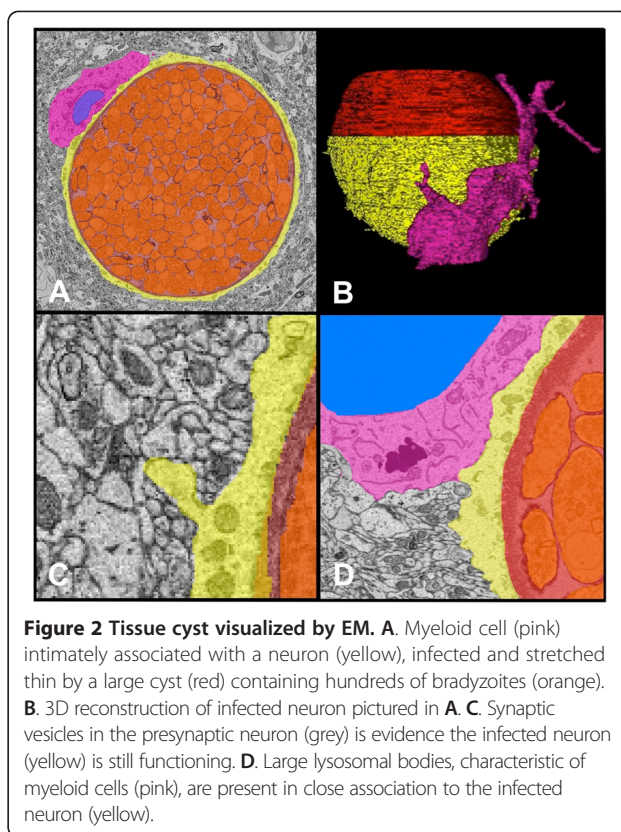 A
B
C
D
Figure 2 Tissue cyst visualized by EM. A. Myeloid cell (pink)
intimately associated with a neuron (yellow), infected and stretched
thin by a large cyst (red) containing hundreds of bradyzoites (orange).
B. 3D reconstruction of infected neuron pictured in A. C. Synaptic
vesicles in the presynaptic neuron (grey) is evidence the infected neuron
(yellow) is still functioning. D. Large lysosomal bodies, characteristic of
myeloid cells (pink), are present in close association to the infected
neuron (yellow).